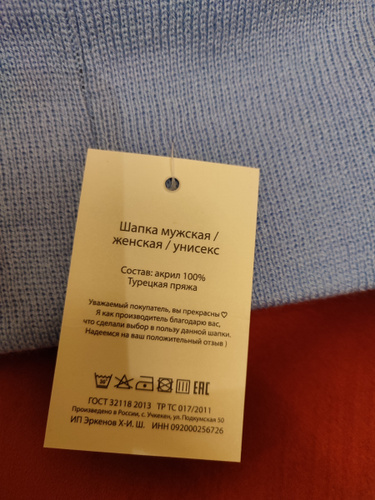 Шапка мужская /
женская / унисекс
Состав: акрил 100%
Турецкая пряжа
Уважаемый покупатель, вы прекрасны♡
Я как производитель благодарю вас,
что сделали выбор в пользу данной шапки.
Надеемся на ваш положительный отзыв )
30 EAC
ГОСТ 32118 2013 ТР ТС 017/2011
Произведено в России, с. Учкекен, ул. Подкумская 50
ИП Эркенов Х-И. Ш. ИНН 092000256726